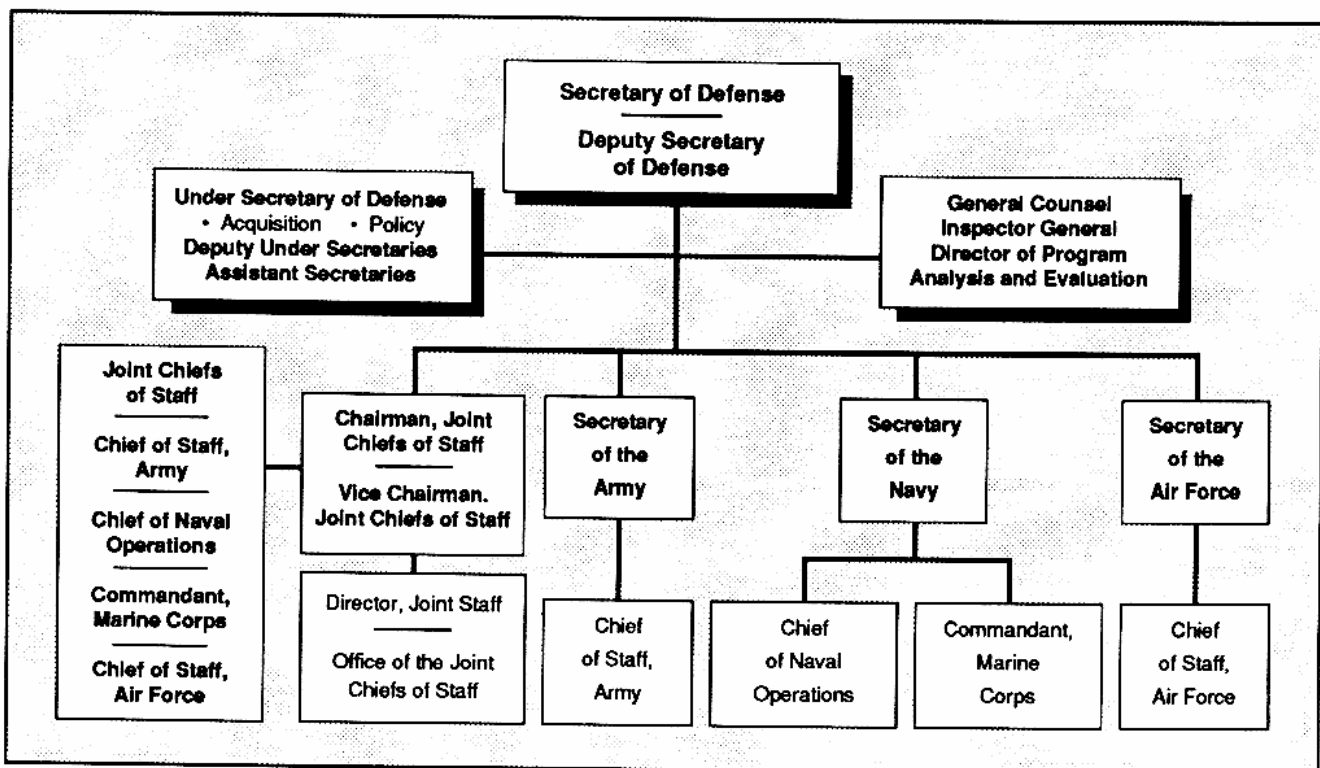 Secretary of Defense
Deputy Secretary
of Defense
Under Secretary of Defense
• Acquisition • Policy
Deputy Under Secretaries
Assistant Secretaries
General Counsel
Inspector General
Director of Program
Analysis and Evaluation
Joint Chiefs
of Staff
Chief of Staff,
Army
Chief of Naval
Operations
Commandant,
Marine Corps
Chief of Staff,
Air Force
Chairman, Joint
Chiefs of Staff
Vice Chairman.
Joint Chiefs of Staff
Director, Joint Staff
Office of the Joint
Chiefs of Staff
Secretary
of the
Army
Chief
of Staff,
Army
Secretary
of the
Navy
Chief
of Naval
Operations
Commandant,
Marine
Corps
Secretary
of the
Air Force
Chief
of Staff,
Air Force